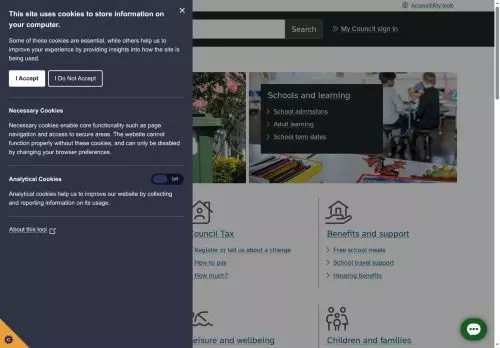 This site uses cookies to store information on
your computer.
Some of these cookies are essential, while others help us to
improve your experience by providing insights into how the site is
being used.
I Accept
I Do Not Accept
Necessary Cookies
Necessary cookies enable core functionality such as page
navigation and access to secure areas. The website cannot
function properly without these cookies, and can only be disabled
by changing your browser preferences.
Analytical Cookies
Off
Analytical cookies help us to improve our website by collecting
and reporting information on its usage.
About this tool
Accessibility tools
Search
My Council sign in
Schools and learning
School admissions
Adult learning
School term dates
Council Tax
Register or tell us about a change
How to pay
How much?
Benefits and support
Free school meals
School travel support
Housing benefits
eisure and wellbeing
Children and families